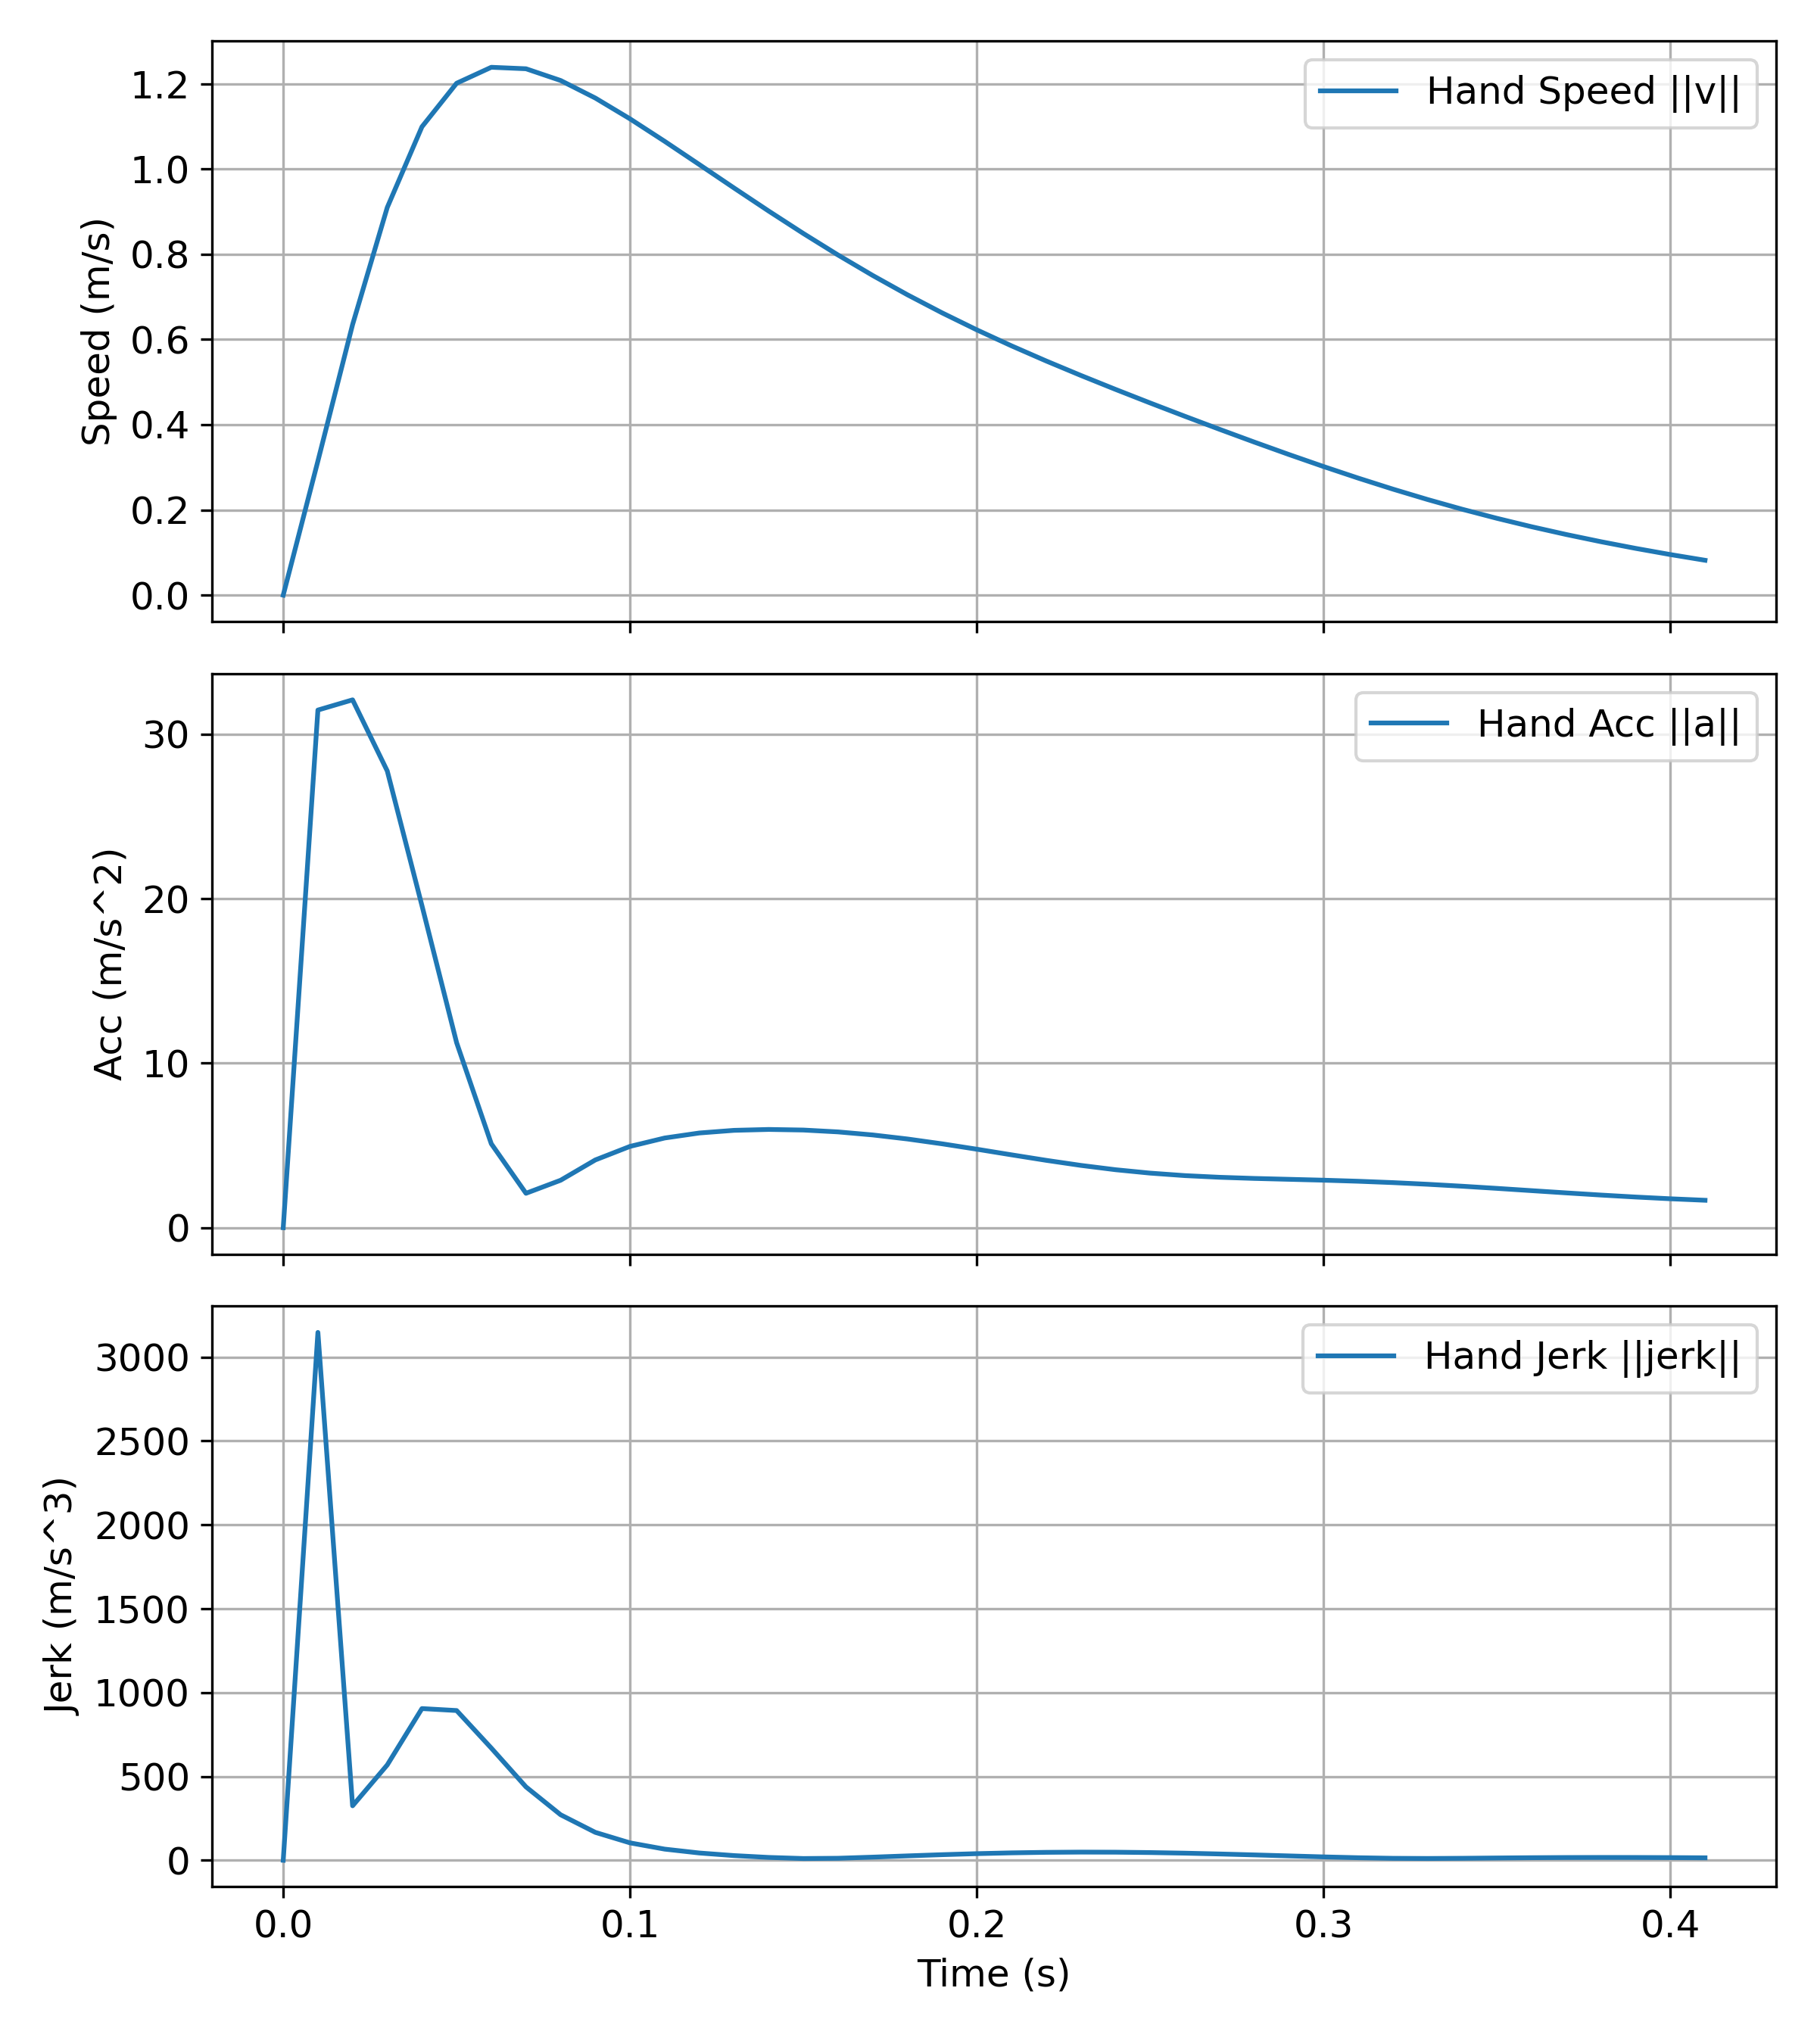 Hand Speed ||v||
Speed (m/s)
1.2
1.0
0.8
0.6
0.4
0.2
0.0
Hand Acc ||a||
Acc (m/s^2)
30
20
10
0
Hand Jerk ||jerk||
Jerk (m/s^3)
3000
2500
2000
1500
1000
500
0
0.0 0.1 0.2 0.3 0.4
Time (s)